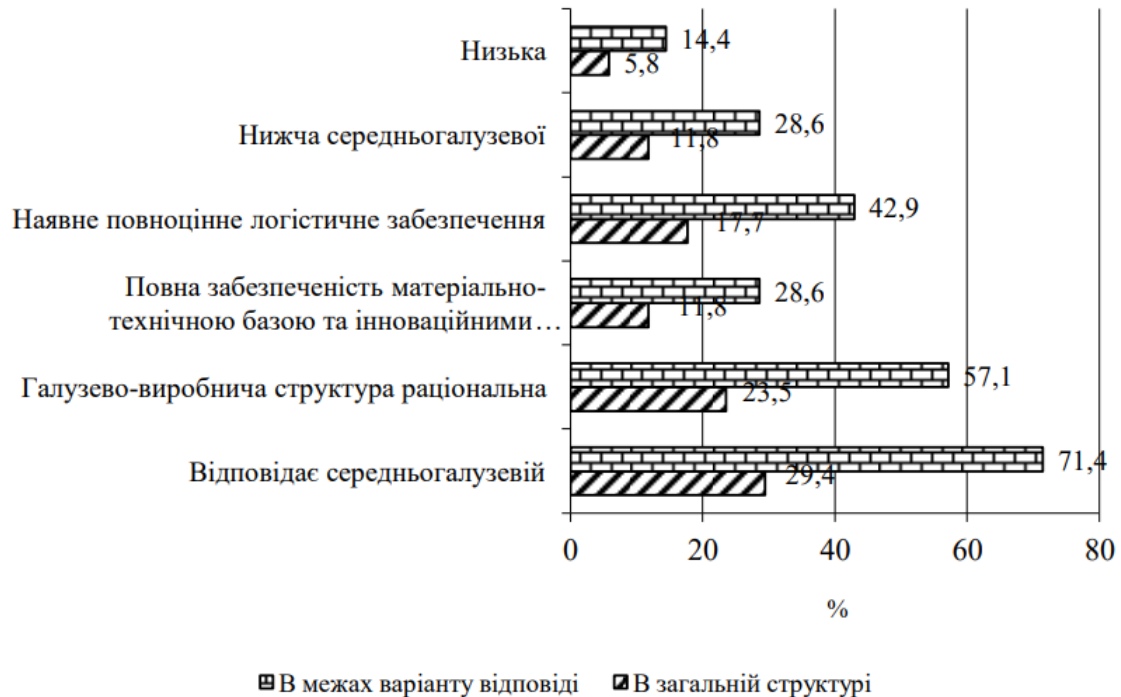 Низька
14,4
5,8
Нижча середньогалузевої
28,6
11,8
Наявне повноцінне логістичне забезпечення
42,9
17,7
Повна забезпеченість матеріально-
технічною базою та інноваційними…
28,6
11,8
Галузево-виробнича структура раціональна
57,1
23,5
Відповідає середньогалузевій
71,4
29,4
0 20 40 60 80
%
В межах варіанту відповіді В загальній структурі